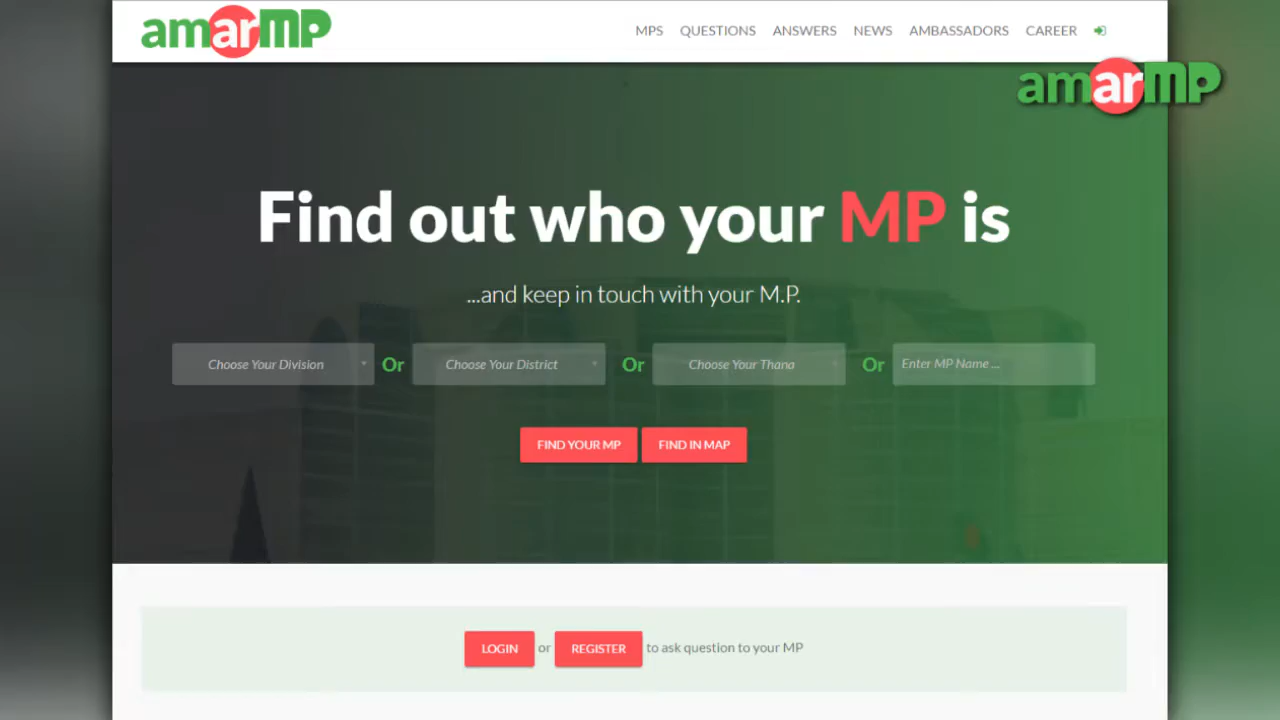 amarMP
MPS QUESTIONS ANSWERS NEWS AMBASSADORS CAREER
amarMP
Find out who your MP is
...and keep in touch with your M.P.
Choose Your Division Or Choose Your District Or Choose Your Thana Or Enter MP Name ...
FIND YOUR MP FIND IN MAP
LOGIN or REGISTER to ask question to your MP